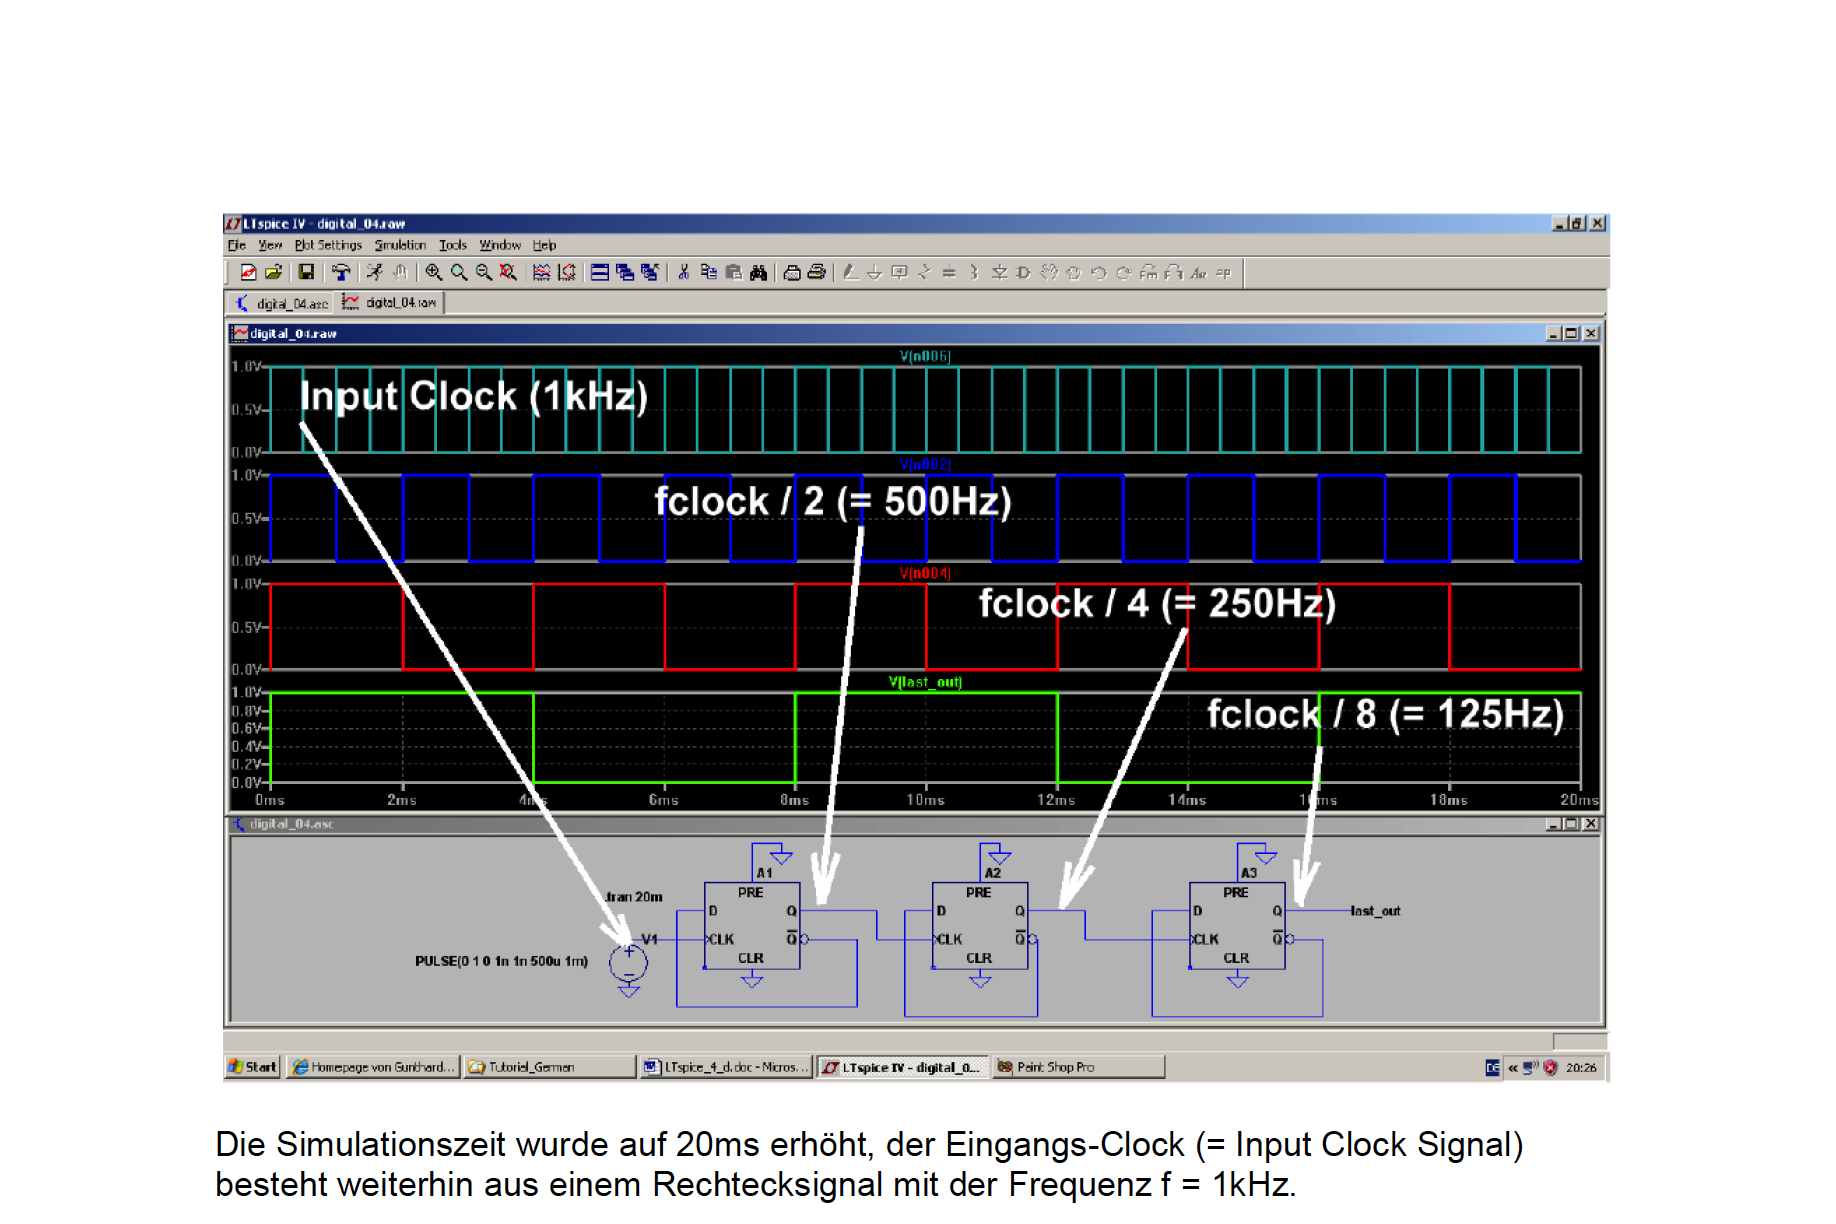 LTspice IV - digital_04.raw
File View Plot Settings Simulation Tools Window Help
digital_04.asc digital_04.raw
digital_04.raw
V(n006)
1.0V
0.5V
0.0V
Input Clock (1kHz)
V(n002)
1.0V
0.5V
0.0V
fclock / 2 (= 500Hz)
V(n004)
1.0V
0.5V
0.0V
fclock / 4 (= 250Hz)
V(last_out)
1.0V
0.8V
0.6V
0.4V
0.2V
0.0V
fclock / 8 (= 125Hz)
0ms 2ms 4ms 6ms 8ms 10ms 12ms 14ms 16ms 18ms 20ms
digital_04.asc
A1 A2 A3
PRE PRE PRE
.tran 20m
D Q D Q D Q last_out
V1 CLK Q CLK Q CLK Q
PULSE(0 1 0 1n 1n 500u 1m) CLR CLR CLR
Start Homepage von Gunthard... Tutorial_German LTspice_4_d.doc - Micros... LTspice IV - digital_0... Paint Shop Pro DE « 20:26
Die Simulationszeit wurde auf 20ms erhöht, der Eingangs-Clock (= Input Clock Signal)
besteht weiterhin aus einem Rechtecksignal mit der Frequenz f = 1kHz.